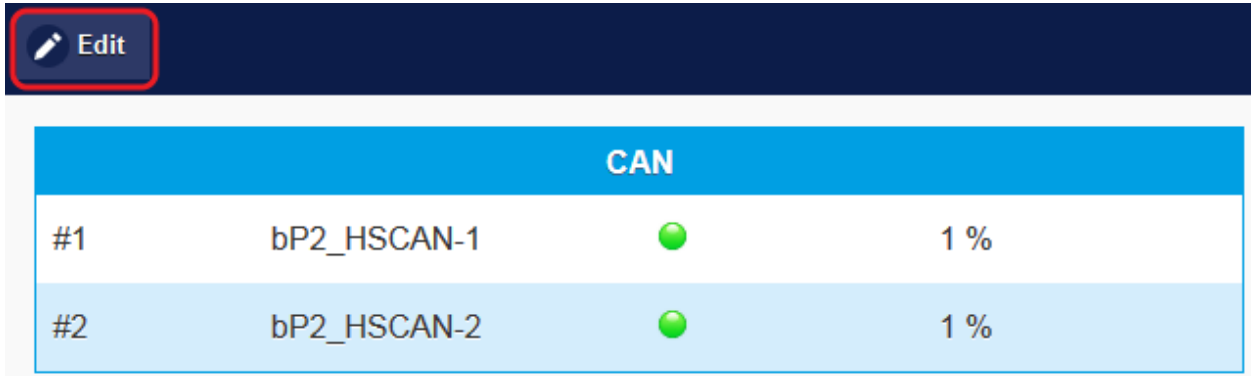 Edit
CAN
#1 bP2_HSCAN-1 1 %
#2 bP2_HSCAN-2 1 %